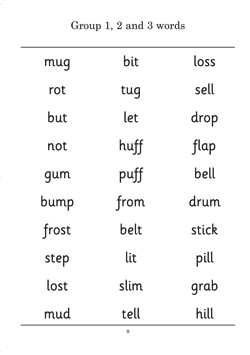 Group 1, 2 and 3 words
mug bit loss
rot tug sell
but let drop
not huff flap
gum puff bell
bump from drum
frost belt stick
step lit pill
lost slim grab
mud tell hill
8